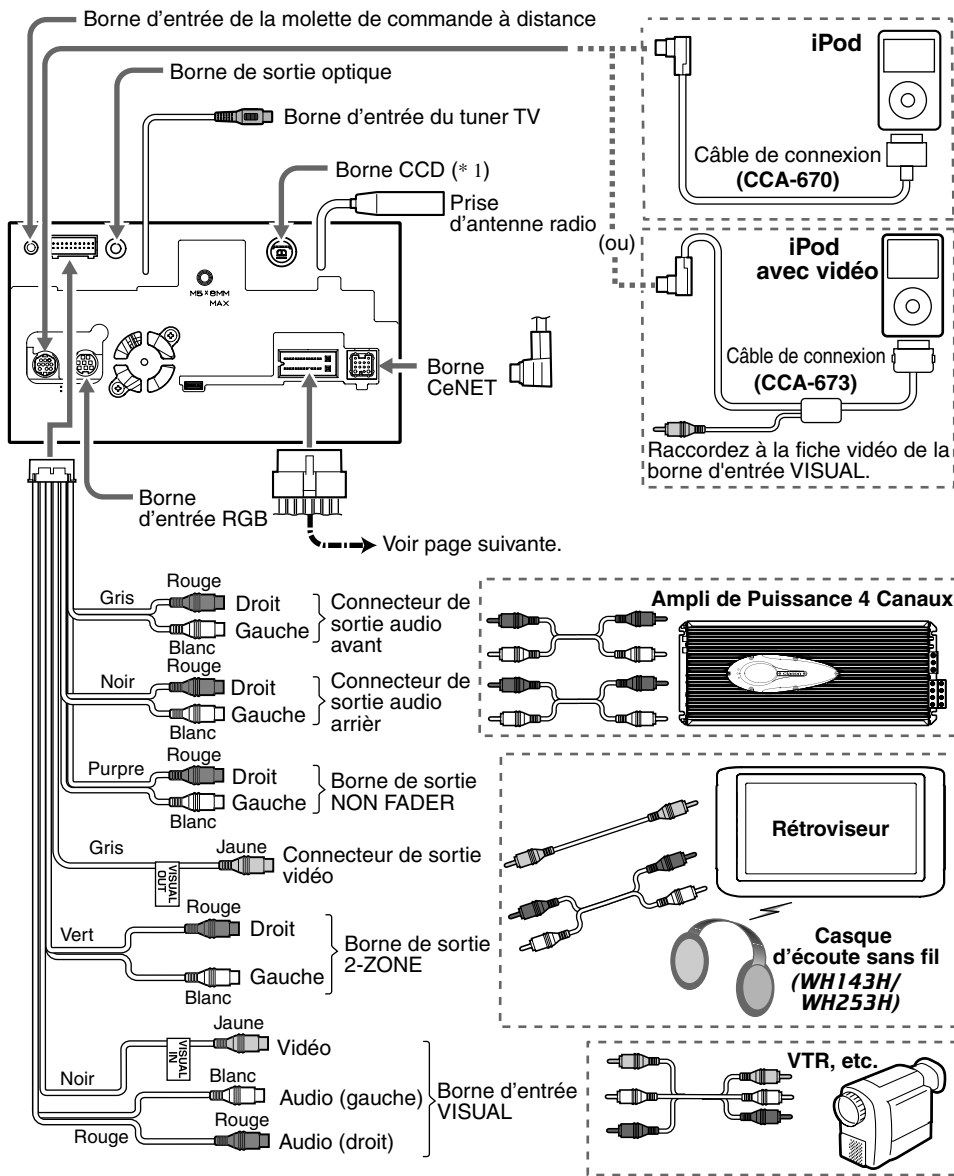 Borne d'entrée de la molette de commande à distance
Borne de sortie optique
Borne d'entrée du tuner TV
Borne CCD (* 1)
Prise
d'antenne radio
(ou)
iPod
Câble de connexion
(CCA-670)
iPod
avec vidéo
Câble de connexion
(CCA-673)
Raccordez à la fiche vidéo de la
borne d'entrée VISUAL.
M5×8MM
MAX
Borne
CeNET
Borne
d'entrée RGB
Voir page suivante.
Gris
Rouge
Droit
Gauche
Blanc
Connecteur de
sortie audio
avant
Noir
Rouge
Droit
Gauche
Blanc
Connecteur de
sortie audio
arrièr
Purpre
Rouge
Droit
Gauche
Blanc
Borne de sortie
NON FADER
Gris
VISUAL
OUT
Jaune
Connecteur de sortie
vidéo
Vert
Rouge
Droit
Gauche
Blanc
Borne de sortie
2-ZONE
Noir
VISUAL
IN
Jaune
Vidéo
Blanc
Audio (gauche)
Rouge
Rouge
Audio (droit)
Borne d'entrée
VISUAL
Ampli de Puissance 4 Canaux
Rétroviseur
Casque
d'écoute sans fil
(WH143H/
WH253H)
VTR, etc.